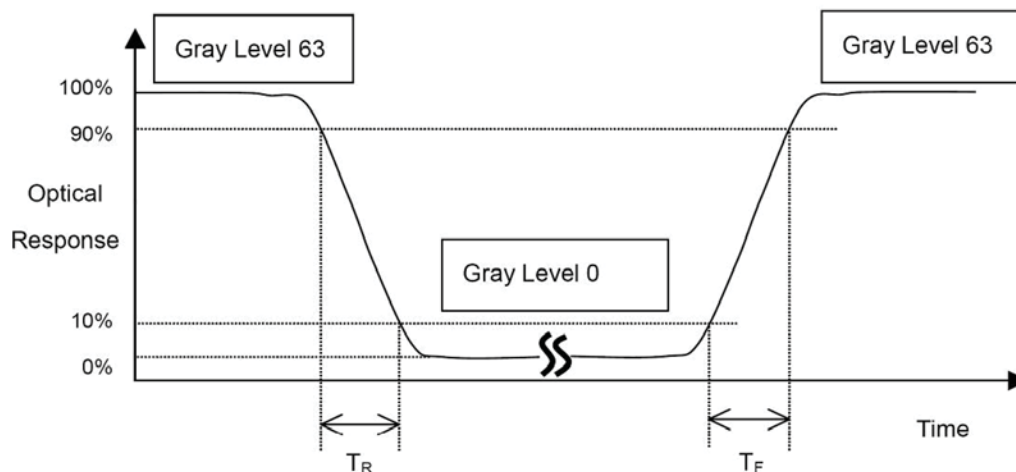 Gray Level 63
Gray Level 63
100%
90%
Optical
Response
Gray Level 0
10%
0%
Time
TR
TF